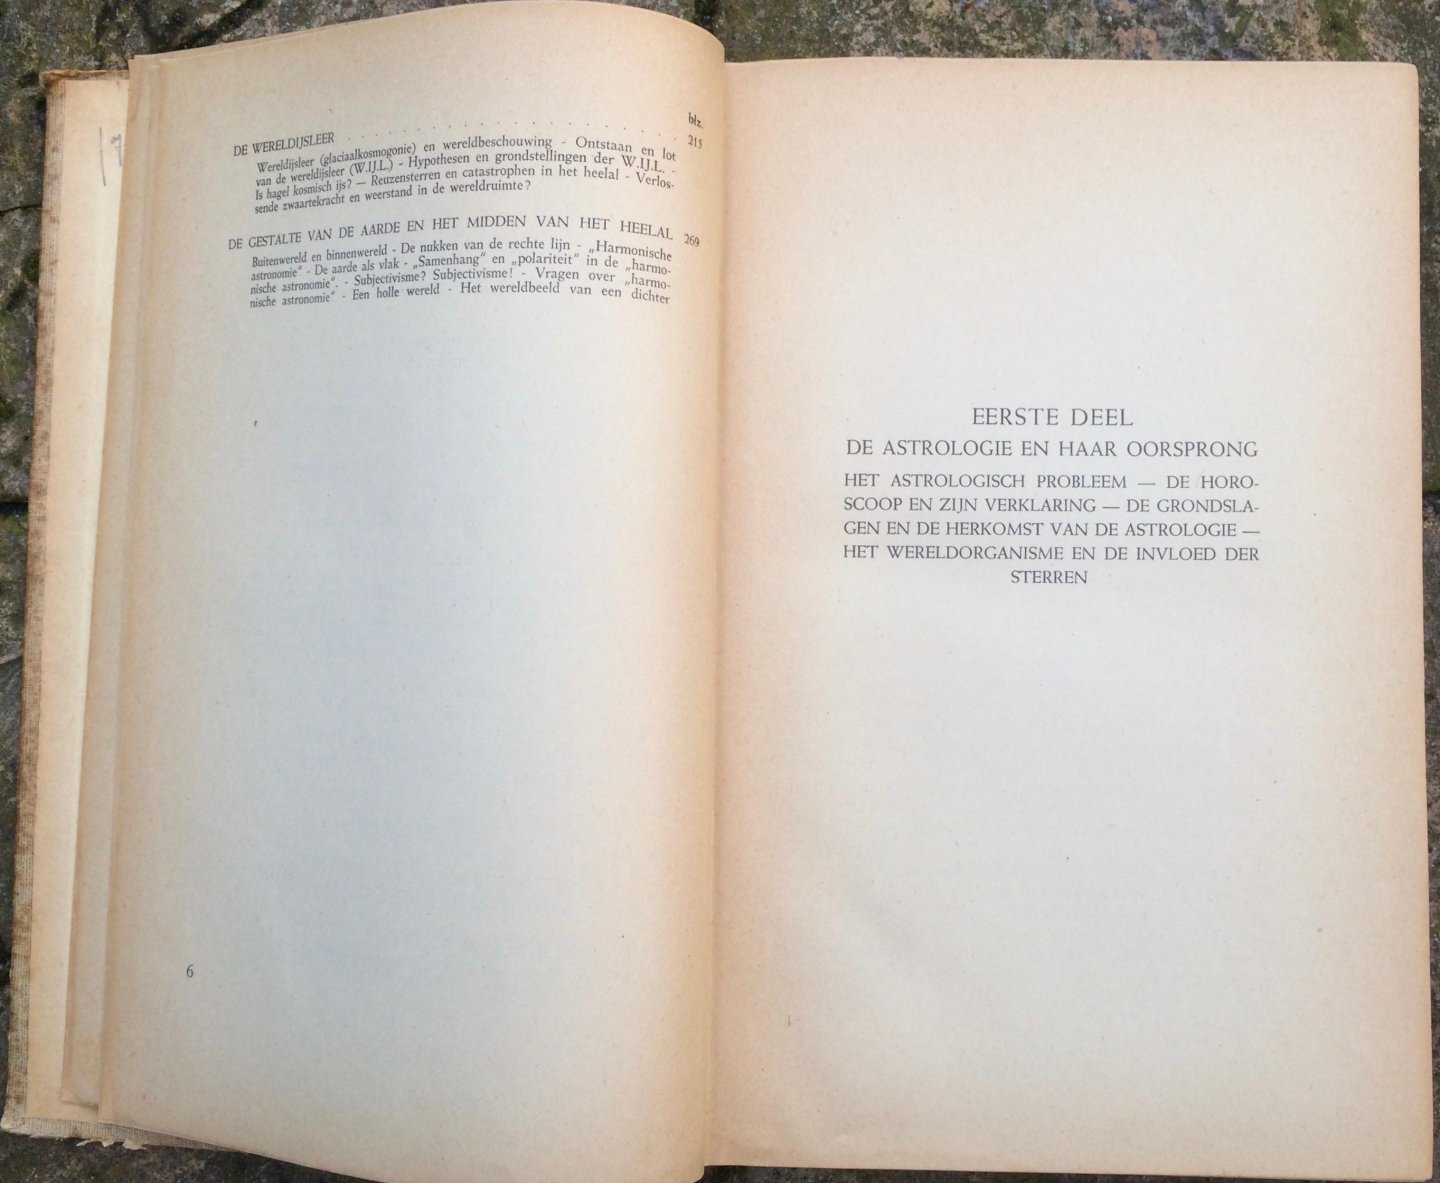 blz.
DE WERELDIJSLEER . . . . . . . . . . . . . . . . . . . . . 215
Wereldijsleer (glaciaalkosmogonie) en wereldbeschouwing - Ontstaan en lot
van de wereldijsleer (W.IJ.L.) - Hypothesen en grondstellingen der W.IJ.L. -
Is hagel kosmisch ijs? — Reuzensterren en catastrophen in het heelal - Verlos-
sende zwaartekracht en weerstand in de wereldruimte?
DE GESTALTE VAN DE AARDE EN HET MIDDEN VAN HET HEELAL 269
Buitenwereld en binnenwereld - De nukken van de rechte lijn - „Harmonische
astronomie" - De aarde als vlak - „Samenhang" en „polariteit" in de „harmo-
nische astronomie". - Subjectivisme? Subjectivisme! - Vragen over „harmo-
nische astronomie" - Een holle wereld - Het wereldbeeld van een dichter
6
EERSTE DEEL
DE ASTROLOGIE EN HAAR OORSPRONG
HET ASTROLOGISCH PROBLEEM — DE HORO-
SCOOP EN ZIJN VERKLARING — DE GRONDSLA-
GEN EN DE HERKOMST VAN DE ASTROLOGIE —
HET WERELDORGANISME EN DE INVLOED DER
STERREN